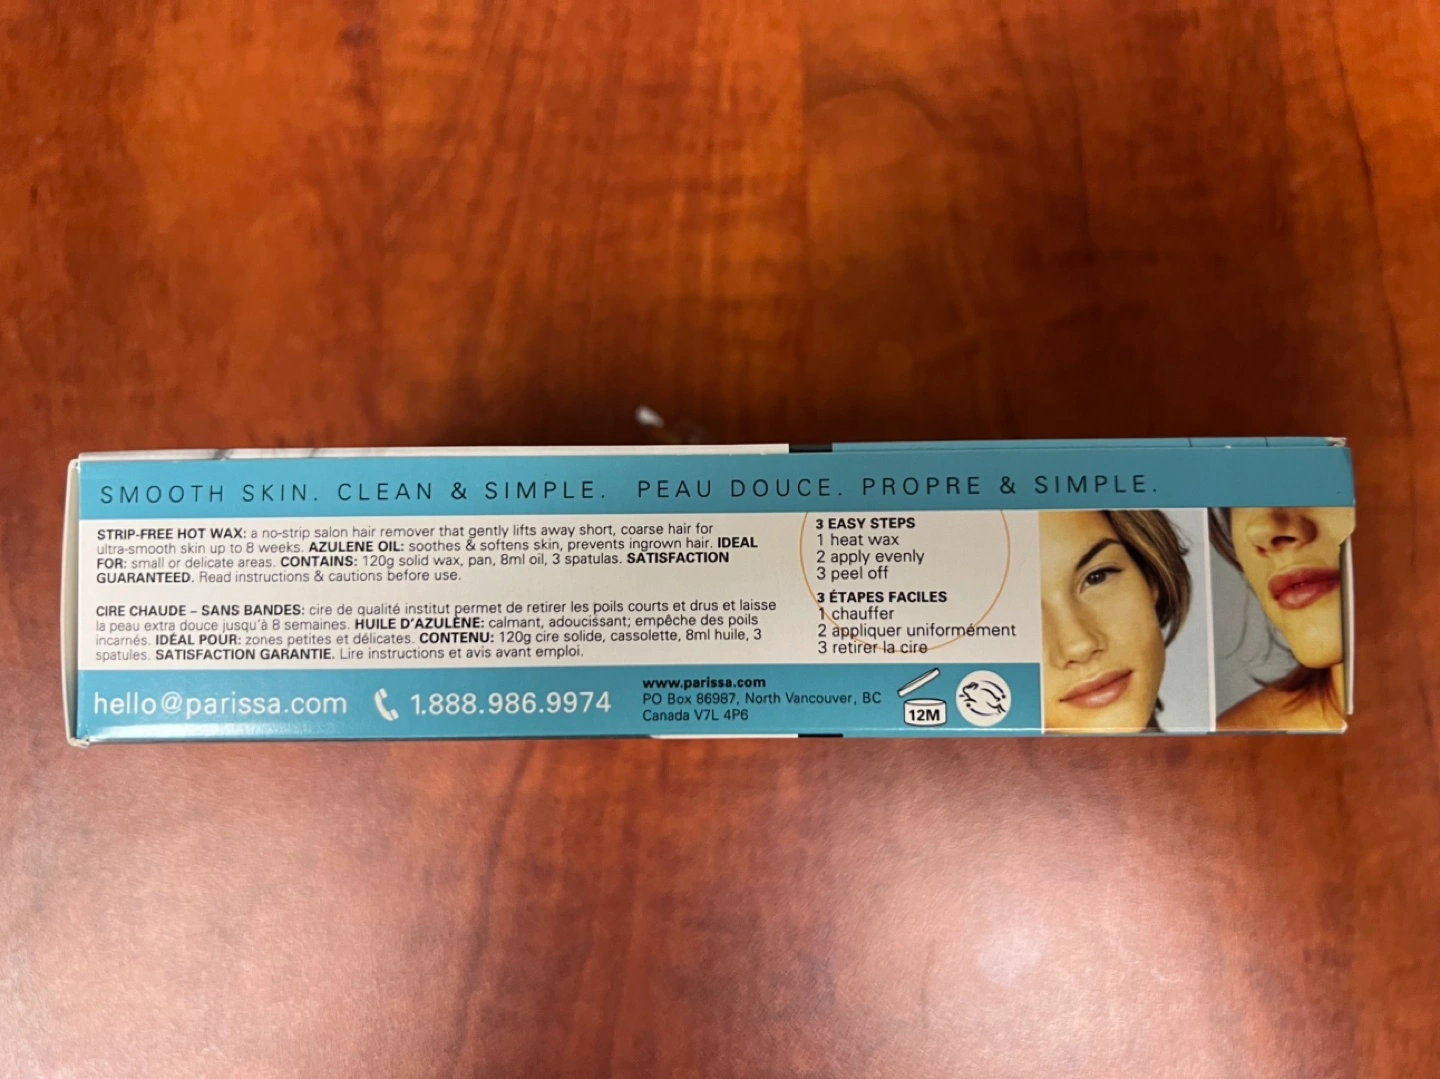 SMOOTH SKIN. CLEAN & SIMPLE. PEAU DOUCE. PROPRE & SIMPLE.
STRIP-FREE HOT WAX: a no-strip salon hair remover that gently lifts away short, coarse hair for
ultra-smooth skin up to 8 weeks. AZULENE OIL: soothes & softens skin, prevents ingrown hair. IDEAL
FOR: small or delicate areas. CONTAINS: 120g solid wax, pan, 8ml oil, 3 spatulas. SATISFACTION
GUARANTEED. Read instructions & cautions before use.
CIRE CHAUDE – SANS BANDES: cire de qualité institut permet de retirer les poils courts et drus et laisse
la peau extra douce jusqu'à 8 semaines. HUILE D'AZULÈNE: calmant, adoucissant; empêche des poils
incarnés. IDÉAL POUR: zones petites et délicates. CONTENU: 120g cire solide, cassolette, 8ml huile, 3
spatules. SATISFACTION GARANTIE. Lire instructions et avis avant emploi.
3 EASY STEPS
1 heat wax
2 apply evenly
3 peel off
3 ÉTAPES FACILES
1 chauffer
2 appliquer uniformément
3 retirer la cire
hello@parissa.com 1.888.986.9974
www.parissa.com
PO Box 86987, North Vancouver, BC
Canada V7L 4P6
12M